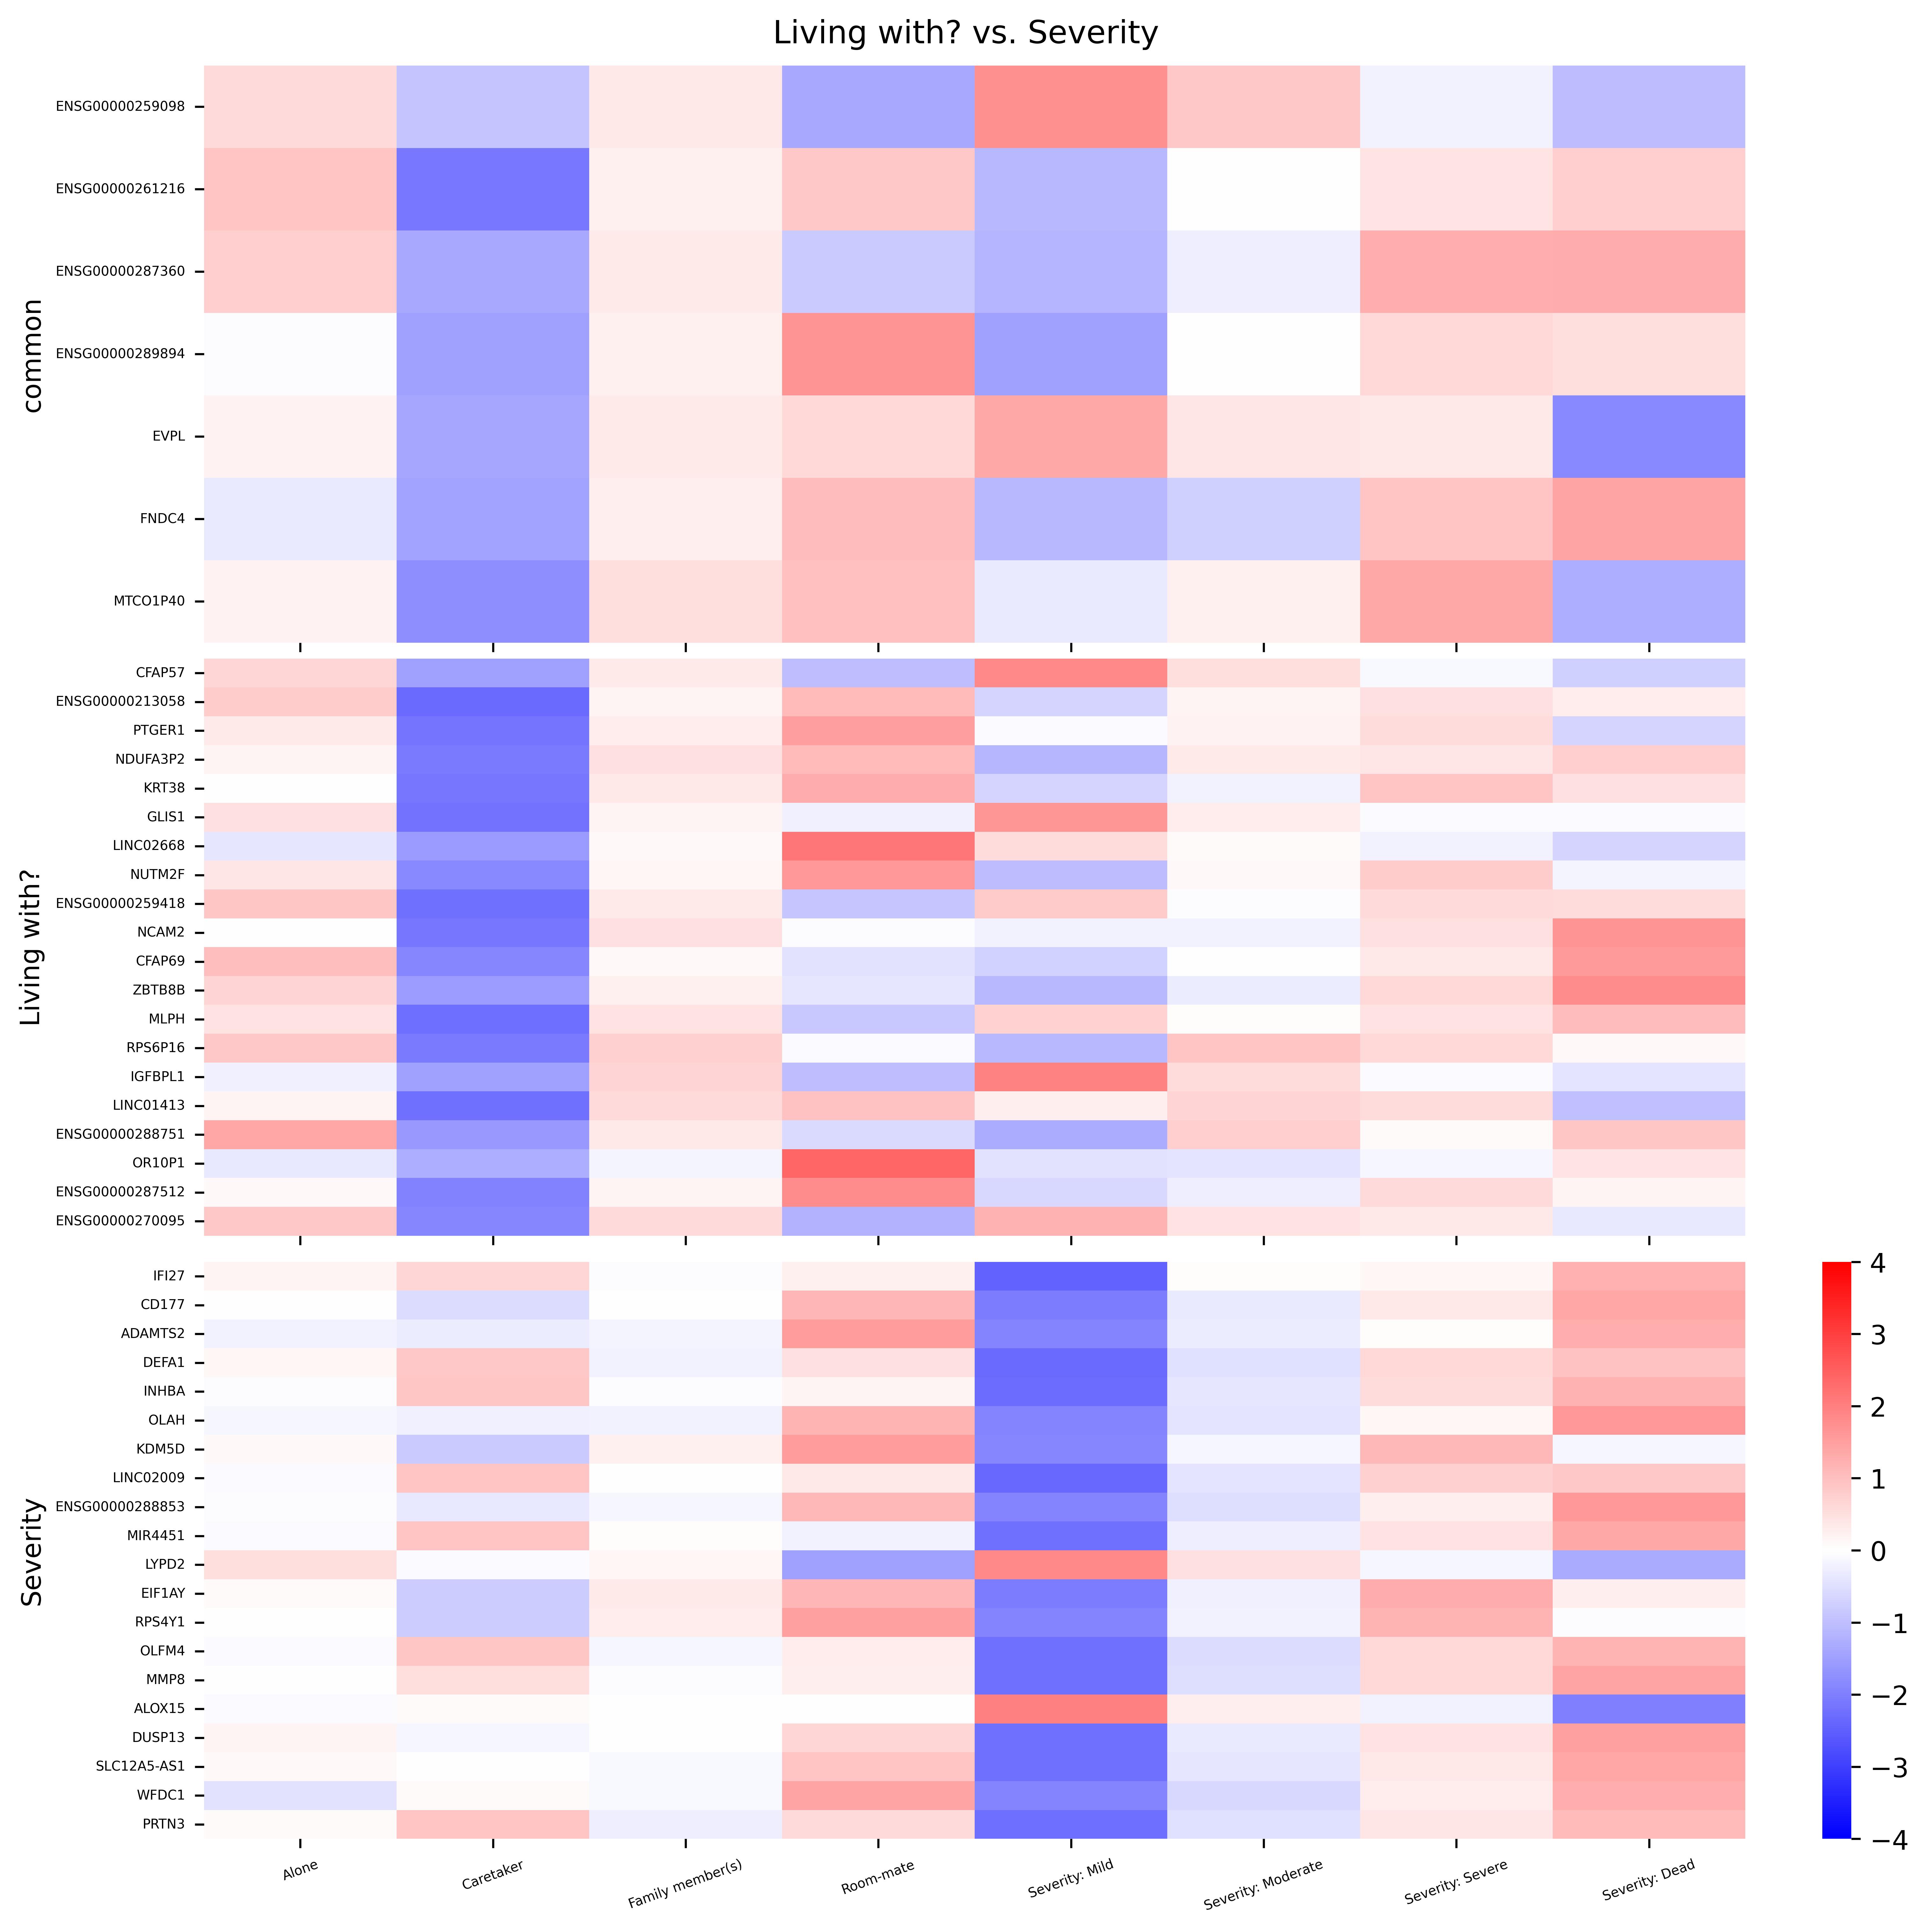 Living with? vs. Severity
common
ENSG00000259098
ENSG00000261216
ENSG00000287360
ENSG00000289894
EVPL
FNDC4
MTCO1P40
Living with?
CFAP57
ENSG00000213058
PTGER1
NDUFA3P2
KRT38
GLIS1
LINC02668
NUTM2F
ENSG00000259418
NCAM2
CFAP69
ZBTB8B
MLPH
RPS6P16
IGFBPL1
LINC01413
ENSG00000288751
OR10P1
ENSG00000287512
ENSG00000270095
Severity
IFI27
CD177
ADAMTS2
DEFA1
INHBA
OLAH
KDM5D
LINC02009
ENSG00000288853
MIR4451
LYPD2
EIF1AY
RPS4Y1
OLFM4
MMP8
ALOX15
DUSP13
SLC12A5-AS1
WFDC1
PRTN3
Alone
Caretaker
Family member(s)
Room-mate
Severity: Mild
Severity: Moderate
Severity: Severe
Severity: Dead
4
3
2
1
0
−1
−2
−3
−4